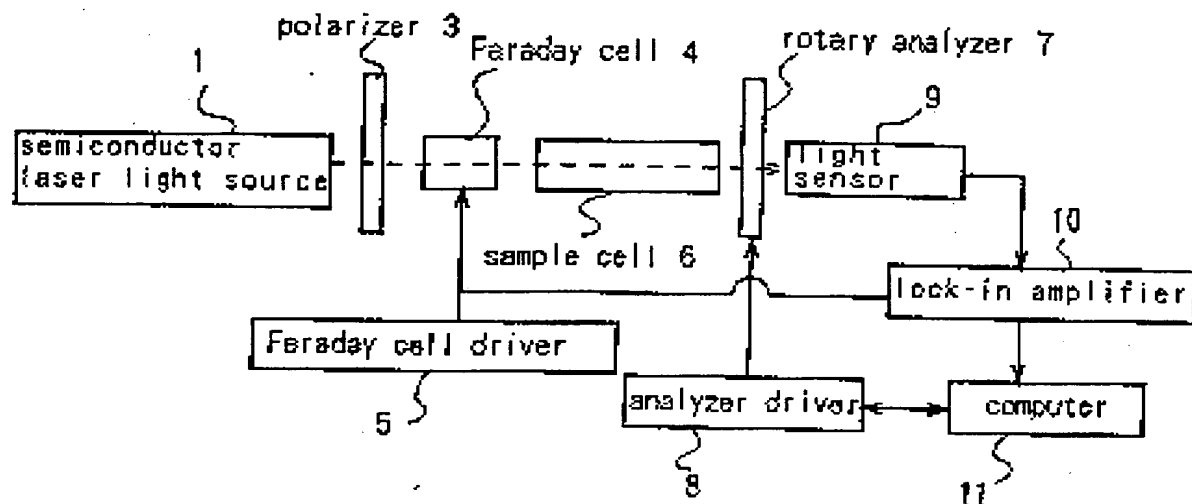 polarizer 3
Faraday cell 4
rotary analyzer 7
1
9
semiconductor
laser light source
light
sensor
10
sample cell 6
lock-in amplifier
Faraday cell driver
5
analyzer driver
computer
8
11